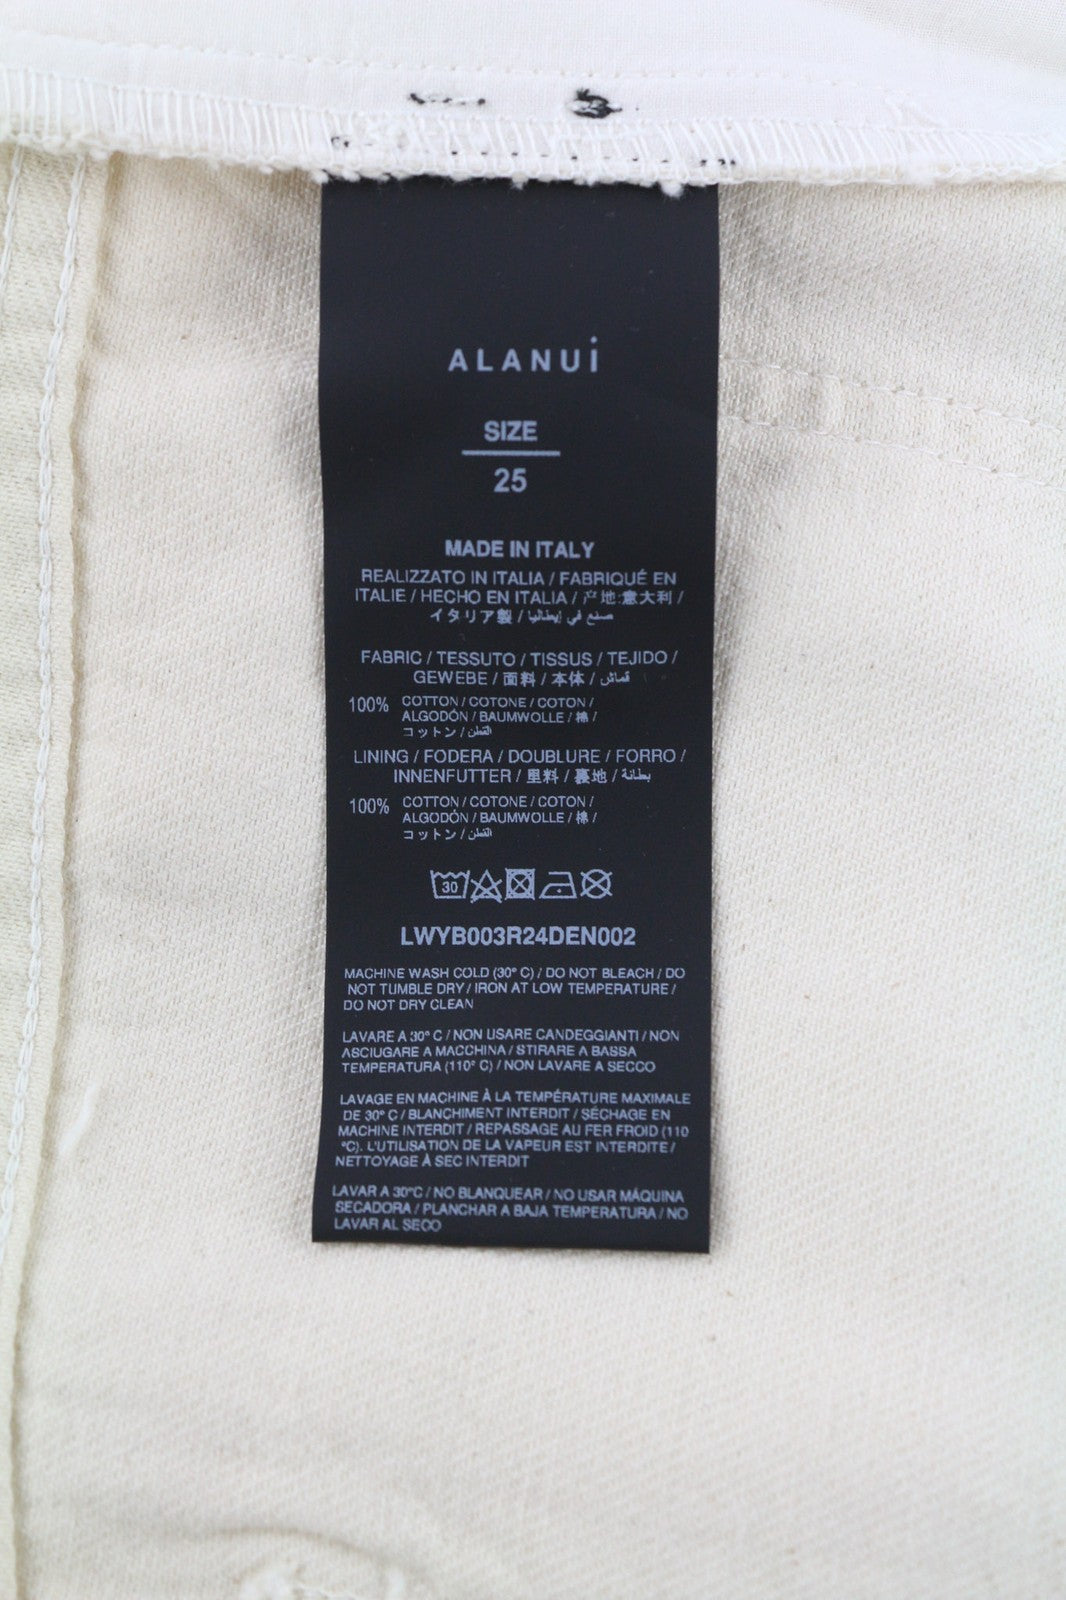 ALANUi
SIZE
25
MADE IN ITALY
REALIZZATO IN ITALIA / FABRIQUÉ EN
ITALIE / HECHO EN ITALIA / 产地:意大利 /
イタリア製 / صنع في إيطاليا
FABRIC / TESSUTO / TISSUS / TEJIDO /
GEWEBE / 面料 / 本体 / قماش
100% COTTON / COTONE / COTON /
ALGODÓN / BAUMWOLLE / 棉 /
コットン / القطن
LINING / FODERA / DOUBLURE / FORRO /
INNENFUTTER / 里料 / 裏地 / بطانة
100% COTTON / COTONE / COTON /
ALGODÓN / BAUMWOLLE / 棉 /
コットン / القطن
30
LWYB003R24DEN002
MACHINE WASH COLD (30° C) / DO NOT BLEACH / DO
NOT TUMBLE DRY / IRON AT LOW TEMPERATURE /
DO NOT DRY CLEAN
LAVARE A 30° C / NON USARE CANDEGGIANTI / NON
ASCIUGARE A MACCHINA / STIRARE A BASSA
TEMPERATURA (110° C) / NON LAVARE A SECCO
LAVAGE EN MACHINE À LA TEMPÉRATURE MAXIMALE
DE 30° C / BLANCHIMENT INTERDIT / SÉCHAGE EN
MACHINE INTERDIT / REPASSAGE AU FER FROID (110
°C). L'UTILISATION DE LA VAPEUR EST INTERDITE /
NETTOYAGE À SEC INTERDIT
LAVAR A 30°C / NO BLANQUEAR / NO USAR MÁQUINA
SECADORA / PLANCHAR A BAJA TEMPERATURA / NO
LAVAR AL SECO